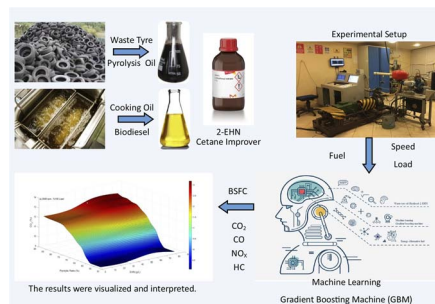 Waste Tyre
Pyrolysis Oil
Cooking Oil
Biodiesel
2-EHN
Cetane Improver
Experimental Setup
Fuel
Speed
Load
BSFC
CO₂
CO
NOₓ
HC
Machine Learning
Gradient Boosting Machine (GBM)
The results were visualized and interpreted.